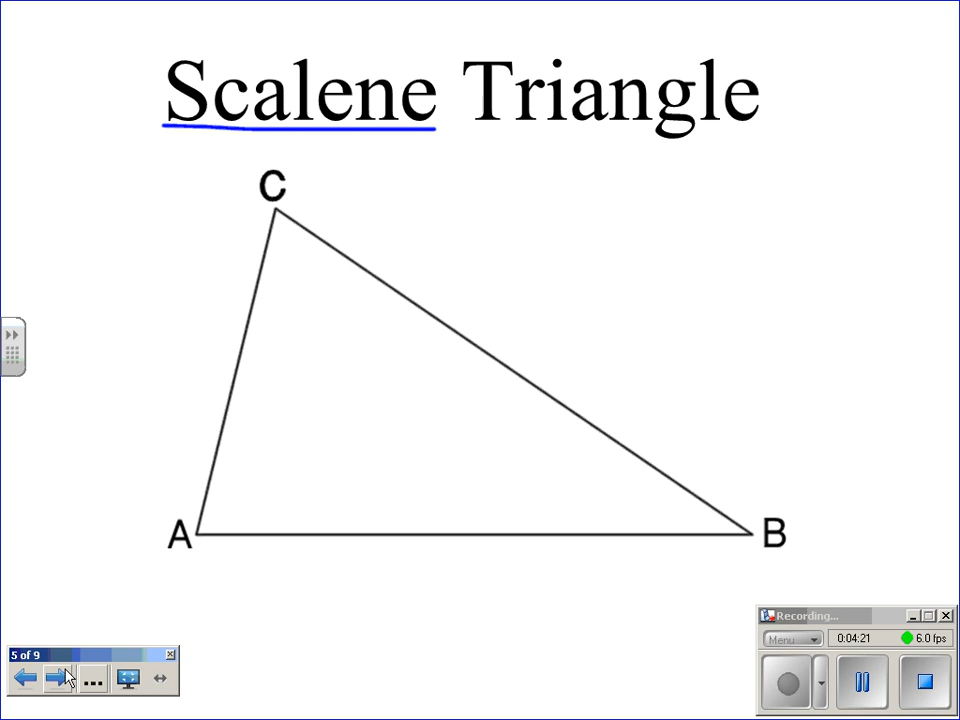 Scalene Triangle
C
A
B
5 of 9
...
Recording...
Menu
0:04:21
6.0 fps